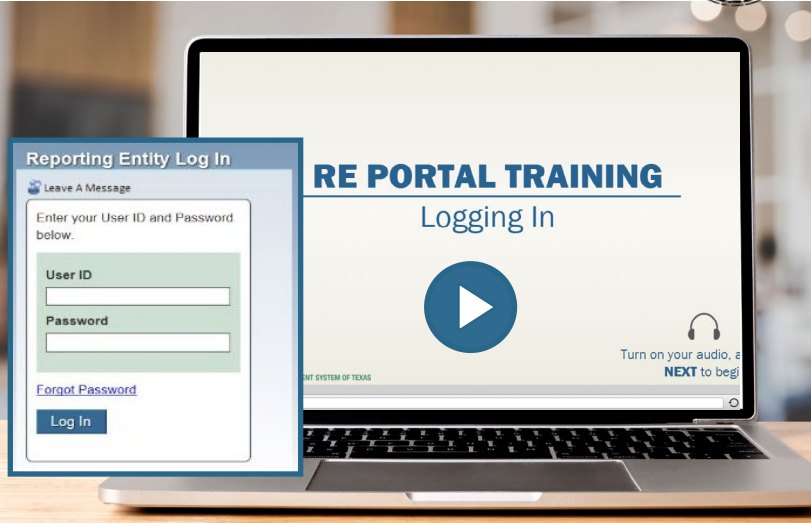 Reporting Entity Log In
Leave A Message
Enter your User ID and Password
below.
User ID
Password
Forgot Password
Log In
RE PORTAL TRAINING
Logging In
Turn on your audio, a
NEXT to begi
ENT SYSTEM OF TEXAS